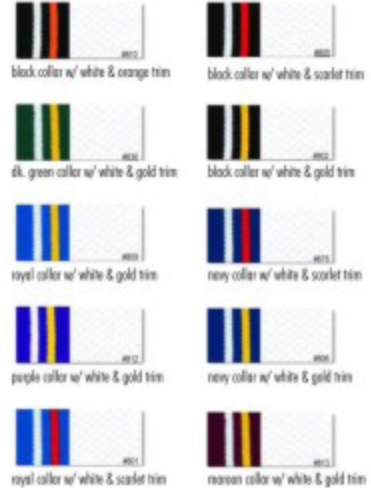 black collar w/ white & orange trim
black collar w/ white & scarlet trim
dk. green collar w/ white & gold trim
black collar w/ white & gold trim
royal collar w/ white & gold trim
navy collar w/ white & scarlet trim
purple collar w/ white & gold trim
navy collar w/ white & gold trim
royal collar w/ white & scarlet trim
maroon collar w/ white & gold trim